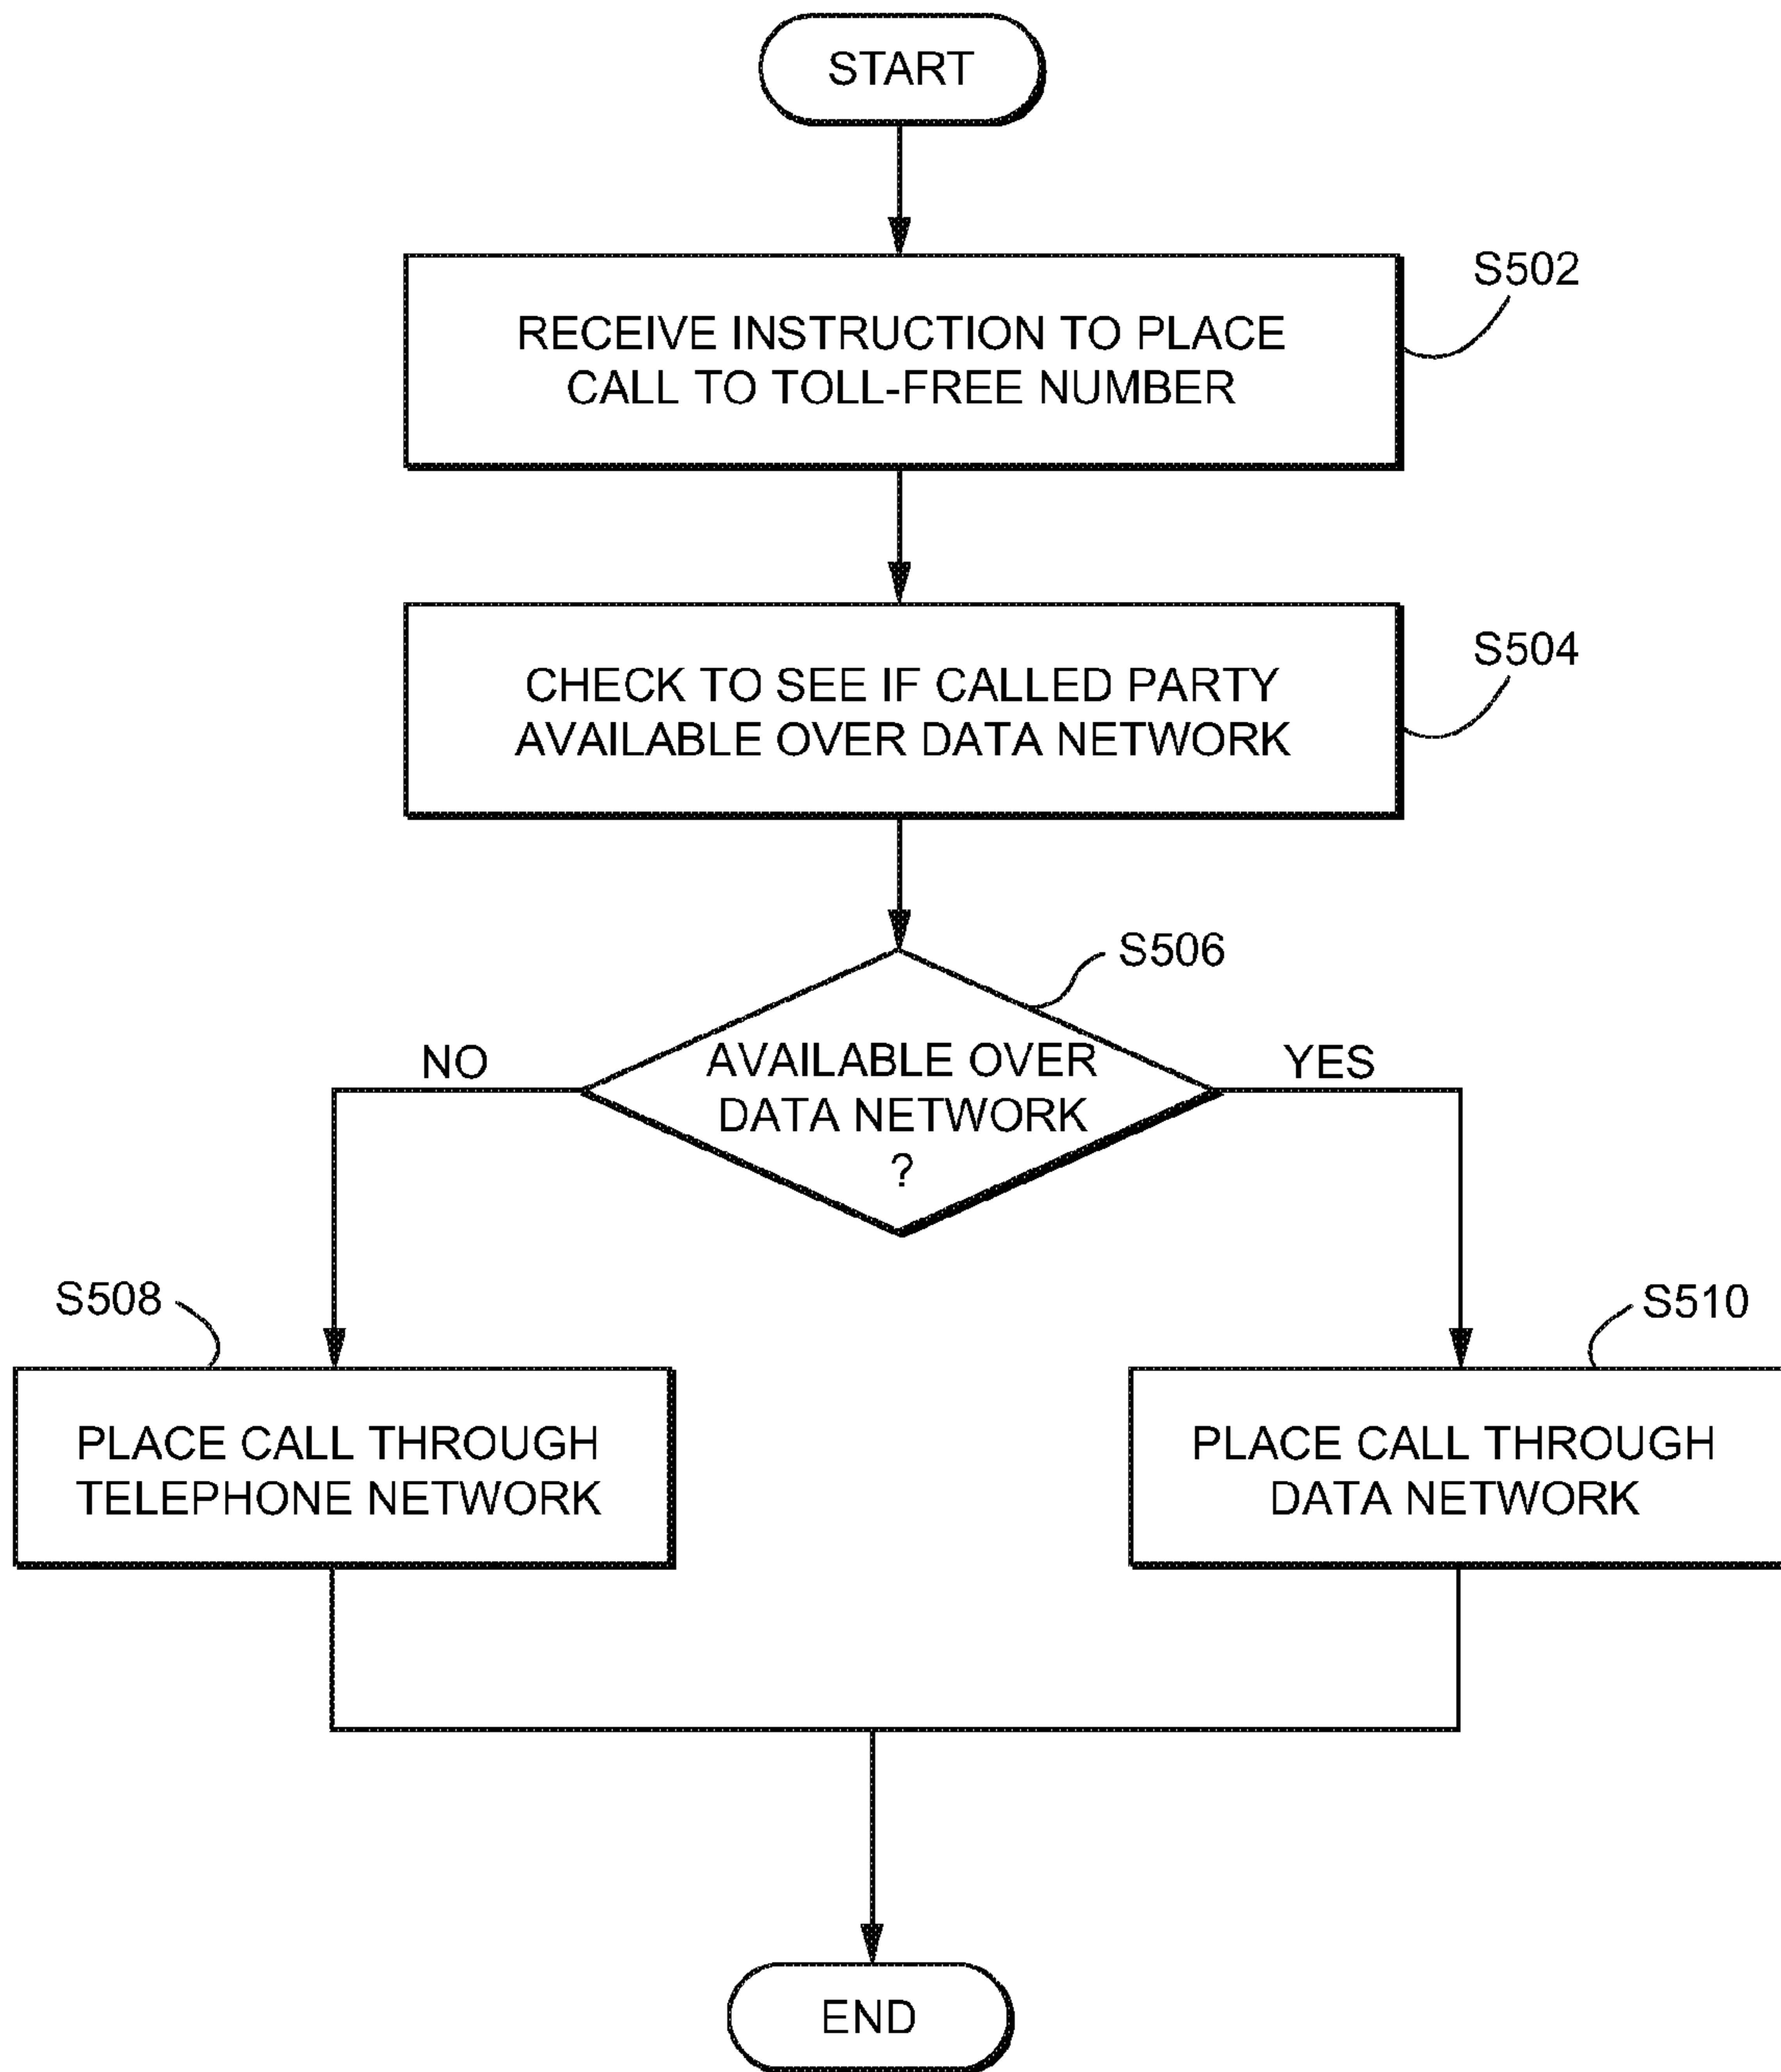 START
S502
RECEIVE INSTRUCTION TO PLACE
CALL TO TOLL-FREE NUMBER
S504
CHECK TO SEE IF CALLED PARTY
AVAILABLE OVER DATA NETWORK
S506
NO
AVAILABLE OVER
DATA NETWORK
?
YES
S508
PLACE CALL THROUGH
TELEPHONE NETWORK
S510
PLACE CALL THROUGH
DATA NETWORK
END